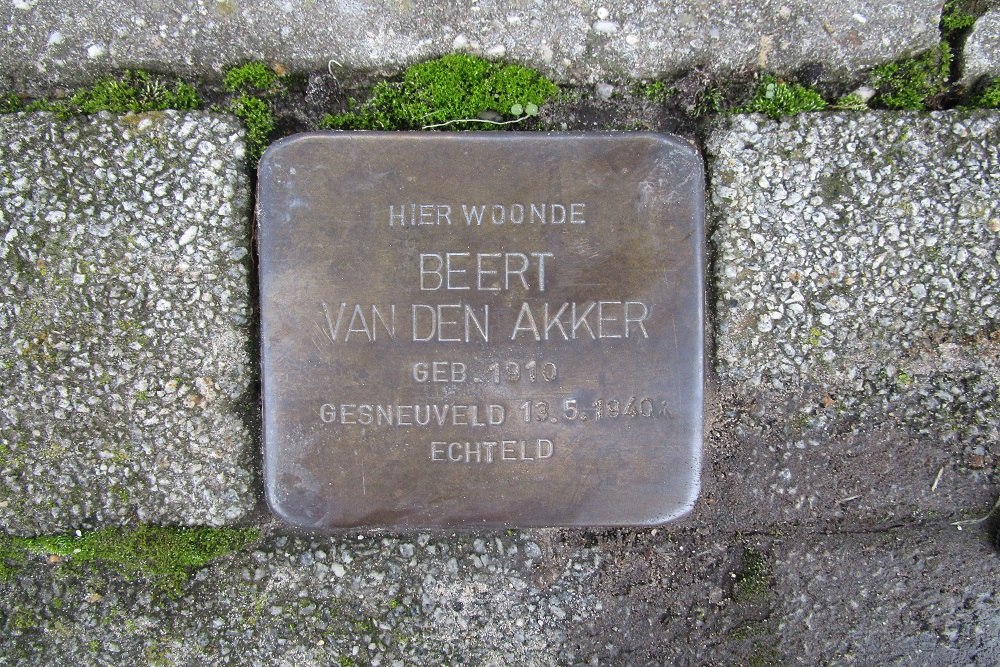 HIER WOONDE
BEERT
VAN DEN AKKER
GEB. 1910
GESNEUVELD 13.5.1940
ECHTELD